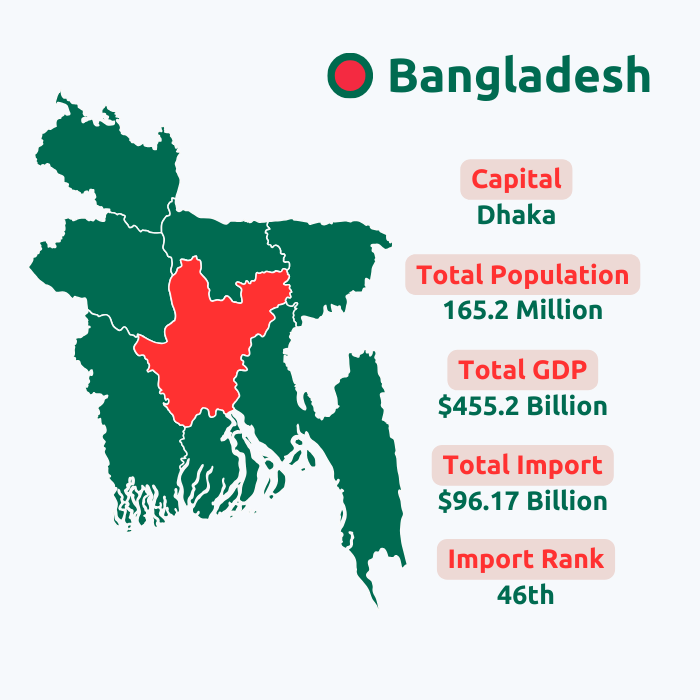 Bangladesh
Capital
Dhaka
Total Population
165.2 Million
Total GDP
$455.2 Billion
Total Import
$96.17 Billion
Import Rank
46th